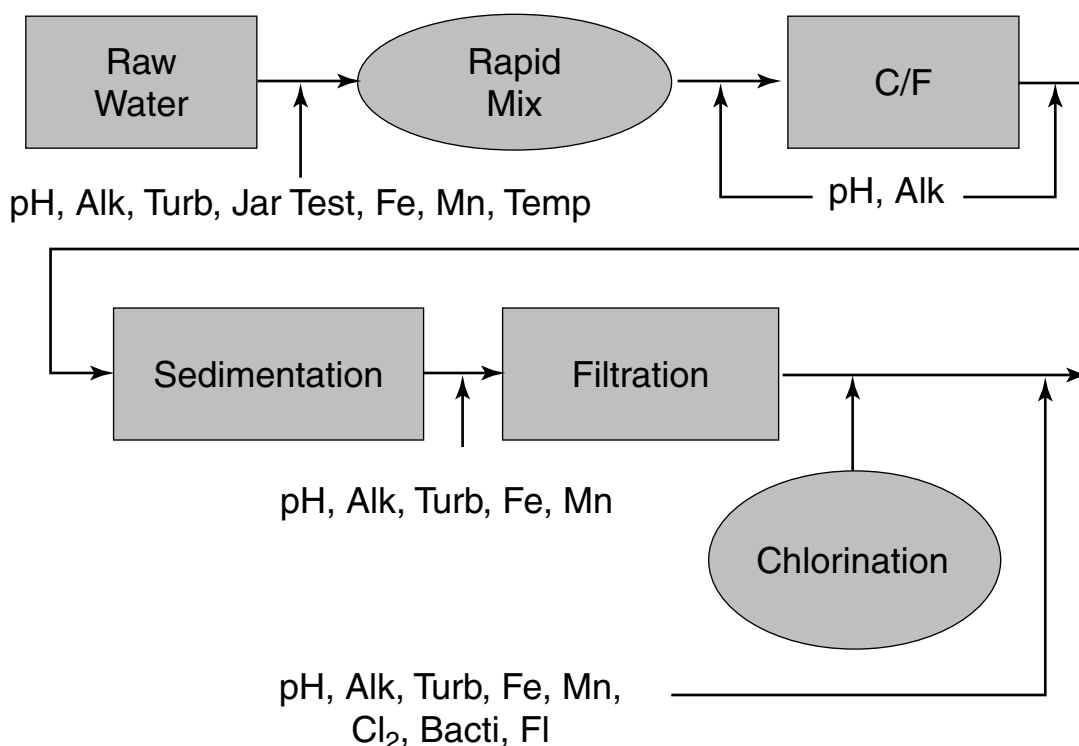 Raw
Water
Rapid
Mix
C/F
pH, Alk, Turb, Jar Test, Fe, Mn, Temp
pH, Alk
Sedimentation
Filtration
pH, Alk, Turb, Fe, Mn
Chlorination
pH, Alk, Turb, Fe, Mn,
Cl₂, Bacti, Fl